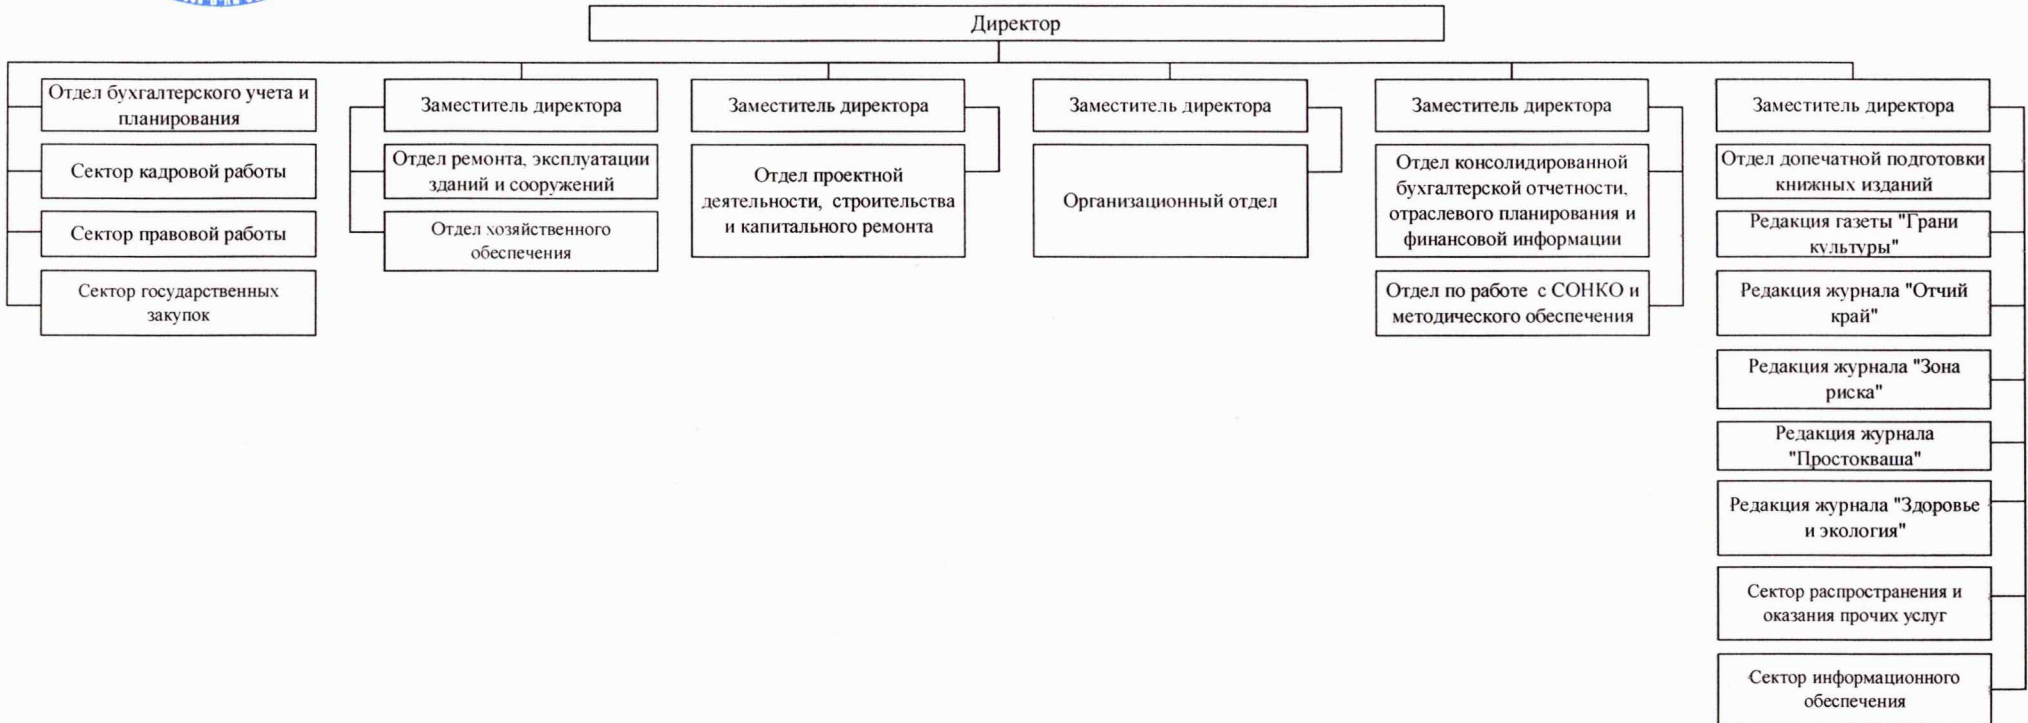 Директор
Отдел бухгалтерского учета и
планирования
Сектор кадровой работы
Сектор правовой работы
Сектор государственных
закупок
Заместитель директора
Отдел ремонта, эксплуатации
зданий и сооружений
Отдел хозяйственного
обеспечения
Заместитель директора
Отдел проектной
деятельности, строительства
и капитального ремонта
Заместитель директора
Организационный отдел
Заместитель директора
Отдел консолидированной
бухгалтерской отчетности,
отраслевого планирования и
финансовой информации
Отдел по работе с СОНКО и
методического обеспечения
Заместитель директора
Отдел допечатной подготовки
книжных изданий
Редакция газеты "Грани
культуры"
Редакция журнала "Отчий
край"
Редакция журнала "Зона
риска"
Редакция журнала
"Простокваша"
Редакция журнала "Здоровье
и экология"
Сектор распространения и
оказания прочих услуг
Сектор информационного
обеспечения